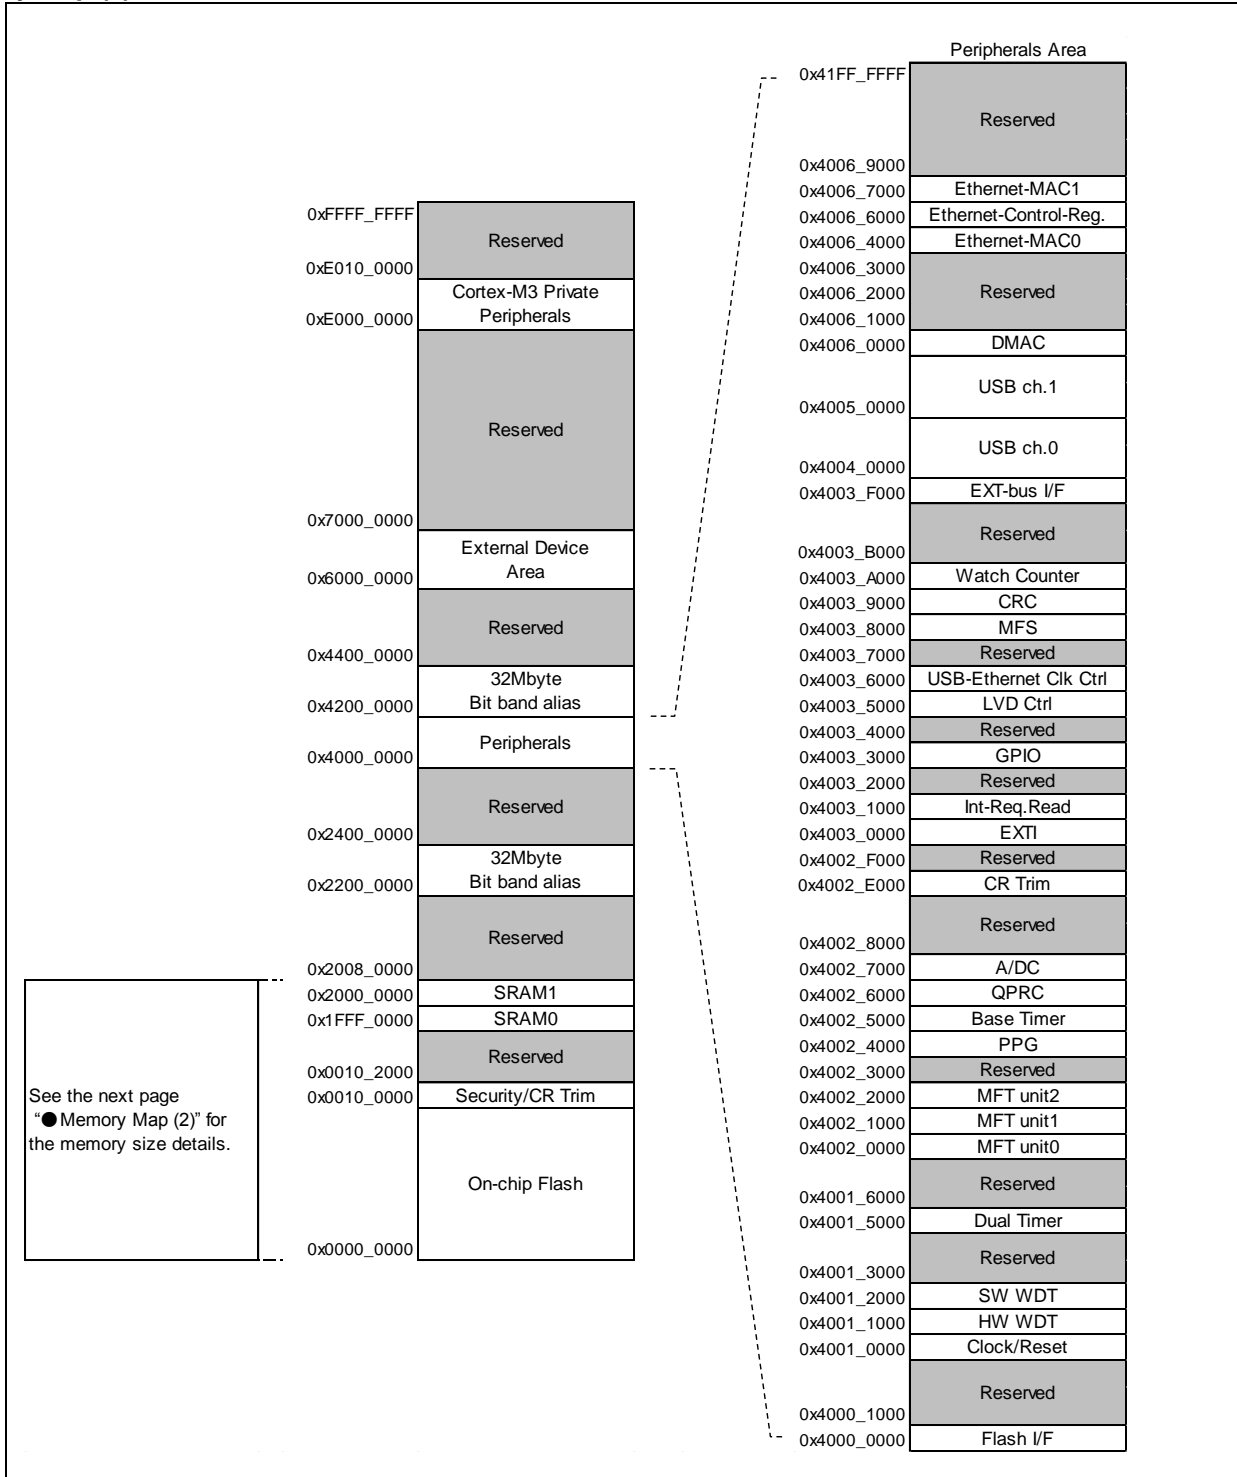 0xFFFF_FFFF
Reserved
0xE010_0000
Cortex-M3 Private
Peripherals
0xE000_0000
Reserved
0x7000_0000
External Device
Area
0x6000_0000
Reserved
0x4400_0000
32Mbyte
Bit band alias
0x4200_0000
Peripherals
0x4000_0000
Reserved
0x2400_0000
32Mbyte
Bit band alias
0x2200_0000
Reserved
0x2008_0000
0x2000_0000 SRAM1
0x1FFF_0000 SRAM0
Reserved
0x0010_2000
0x0010_0000 Security/CR Trim
On-chip Flash
0x0000_0000
See the next page
“●Memory Map (2)” for
the memory size details.
Peripherals Area
0x41FF_FFFF
Reserved
0x4006_9000
0x4006_7000 Ethernet-MAC1
0x4006_6000 Ethernet-Control-Reg.
0x4006_4000 Ethernet-MAC0
0x4006_3000
0x4006_2000 Reserved
0x4006_1000
0x4006_0000 DMAC
USB ch.1
0x4005_0000
USB ch.0
0x4004_0000
0x4003_F000 EXT-bus I/F
Reserved
0x4003_B000
0x4003_A000 Watch Counter
0x4003_9000 CRC
0x4003_8000 MFS
0x4003_7000 Reserved
0x4003_6000 USB-Ethernet Clk Ctrl
0x4003_5000 LVD Ctrl
0x4003_4000 Reserved
0x4003_3000 GPIO
0x4003_2000 Reserved
0x4003_1000 Int-Req.Read
0x4003_0000 EXTI
0x4002_F000 Reserved
0x4002_E000 CR Trim
Reserved
0x4002_8000
0x4002_7000 A/DC
0x4002_6000 QPRC
0x4002_5000 Base Timer
0x4002_4000 PPG
0x4002_3000 Reserved
0x4002_2000 MFT unit2
0x4002_1000 MFT unit1
0x4002_0000 MFT unit0
Reserved
0x4001_6000
0x4001_5000 Dual Timer
Reserved
0x4001_3000
0x4001_2000 SW WDT
0x4001_1000 HW WDT
0x4001_0000 Clock/Reset
Reserved
0x4000_1000
0x4000_0000 Flash I/F